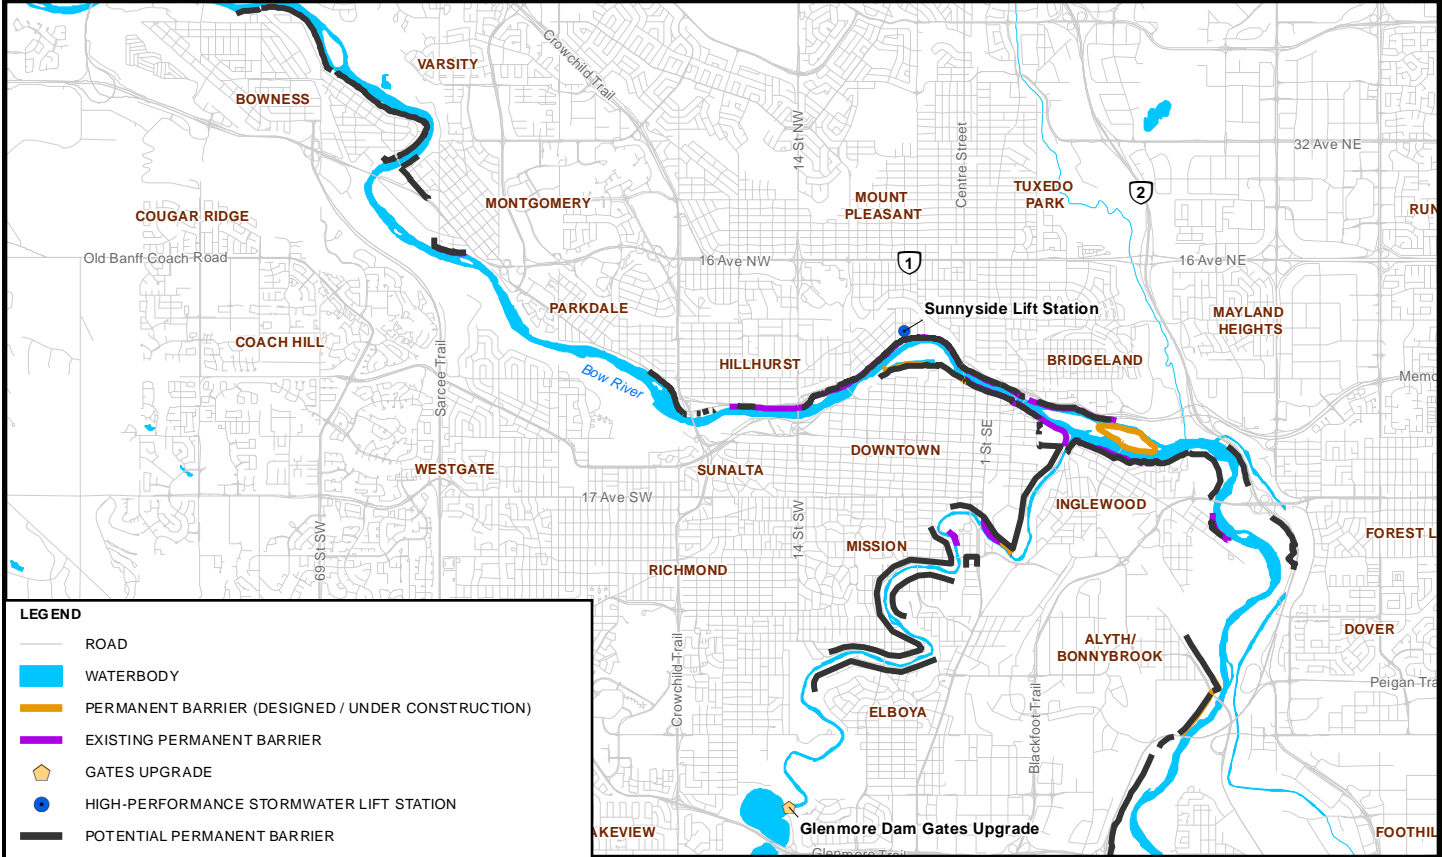 VARSITY
Crowchild Trail
BOWNESS
14 St NW
Centre Street
32 Ave NE
2
MOUNT
PLEASANT
TUXEDO
PARK
MONTGOMERY
COUGAR RIDGE
RUN
Old Banff Coach Road
16 Ave NW
1
16 Ave NE
PARKDALE
Sunnyside Lift Station
MAYLAND
HEIGHTS
COACH HILL
HILLHURST
BRIDGELAND
Bow River
Memo
Sarcee Trail
1 St SE
DOWNTOWN
WESTGATE
SUNALTA
17 Ave SW
INGLEWOOD
14 St SW
69 St SW
MISSION
FOREST L
RICHMOND
LEGEND
ROAD
WATERBODY
PERMANENT BARRIER (DESIGNED / UNDER CONSTRUCTION)
EXISTING PERMANENT BARRIER
GATES UPGRADE
HIGH-PERFORMANCE STORMWATER LIFT STATION
POTENTIAL PERMANENT BARRIER
DOVER
ALYTH/
BONNYBROOK
Crowchild Trail
Peigan Tra
ELBOYA
Blackfoot Trail
AKEVIEW
Glenmore Dam Gates Upgrade
FOOTHIL
Glenmore Trail